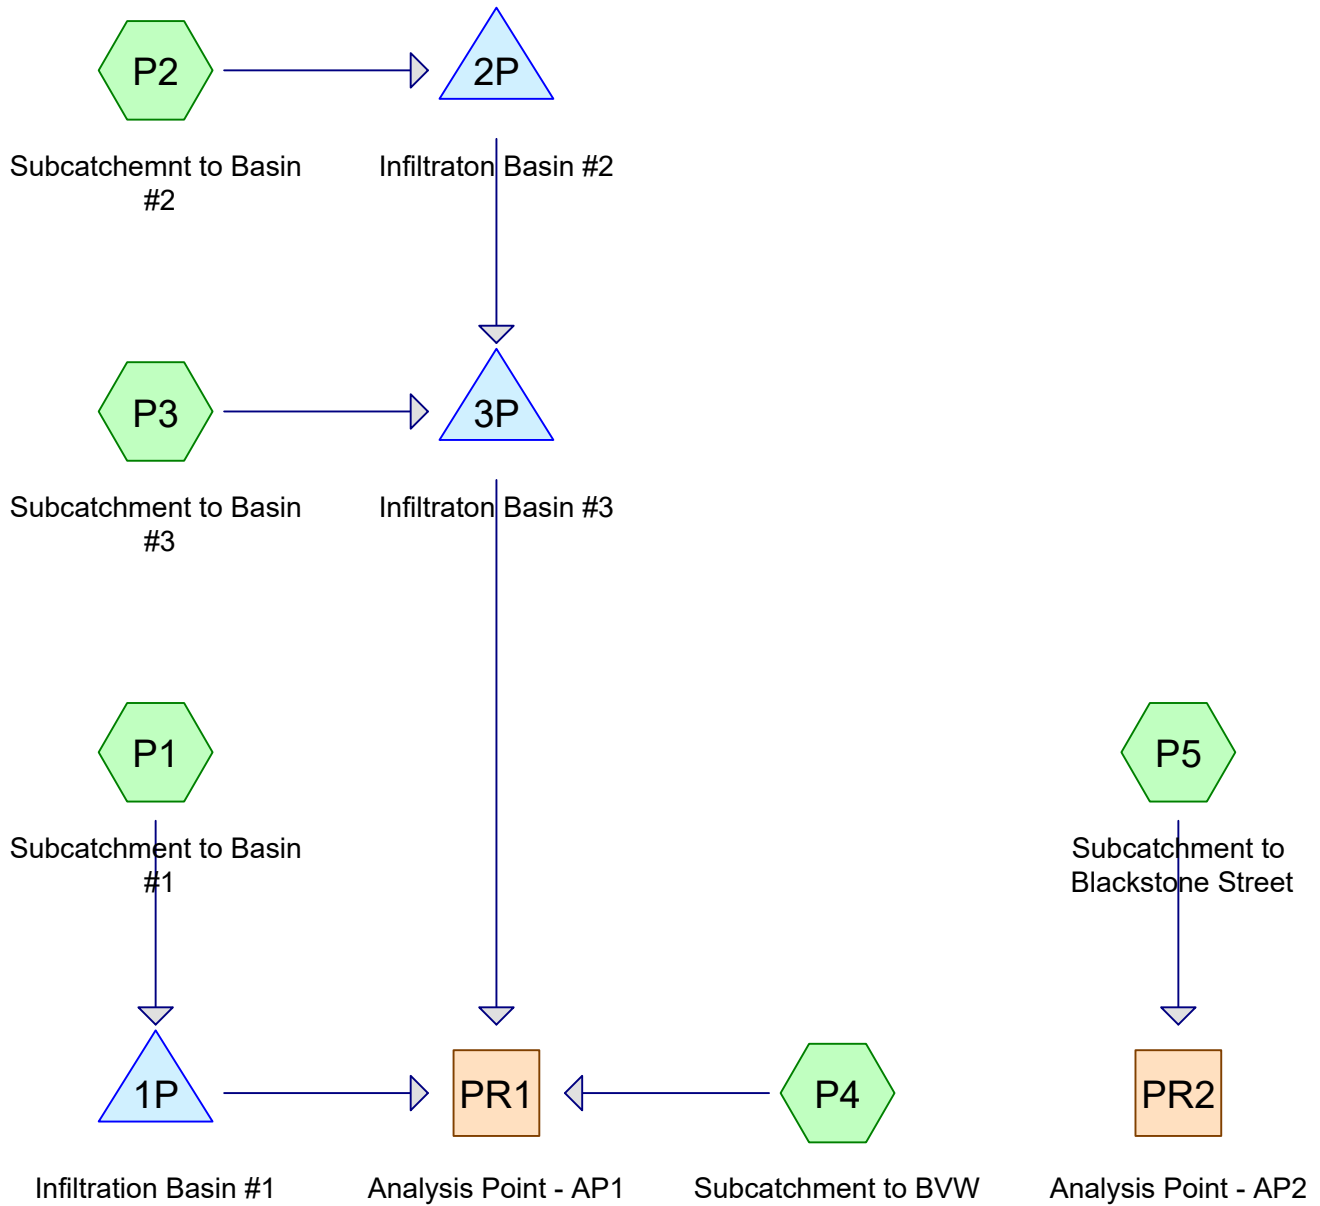 P2
2P
Subcatchemnt to Basin
#2
Infiltraton Basin #2
P3
3P
Subcatchment to Basin
#3
Infiltraton Basin #3
P1
P5
Subcatchment to Basin
#1
Subcatchment to
Blackstone Street
1P
PR1
P4
PR2
Infiltration Basin #1
Analysis Point - AP1
Subcatchment to BVW
Analysis Point - AP2